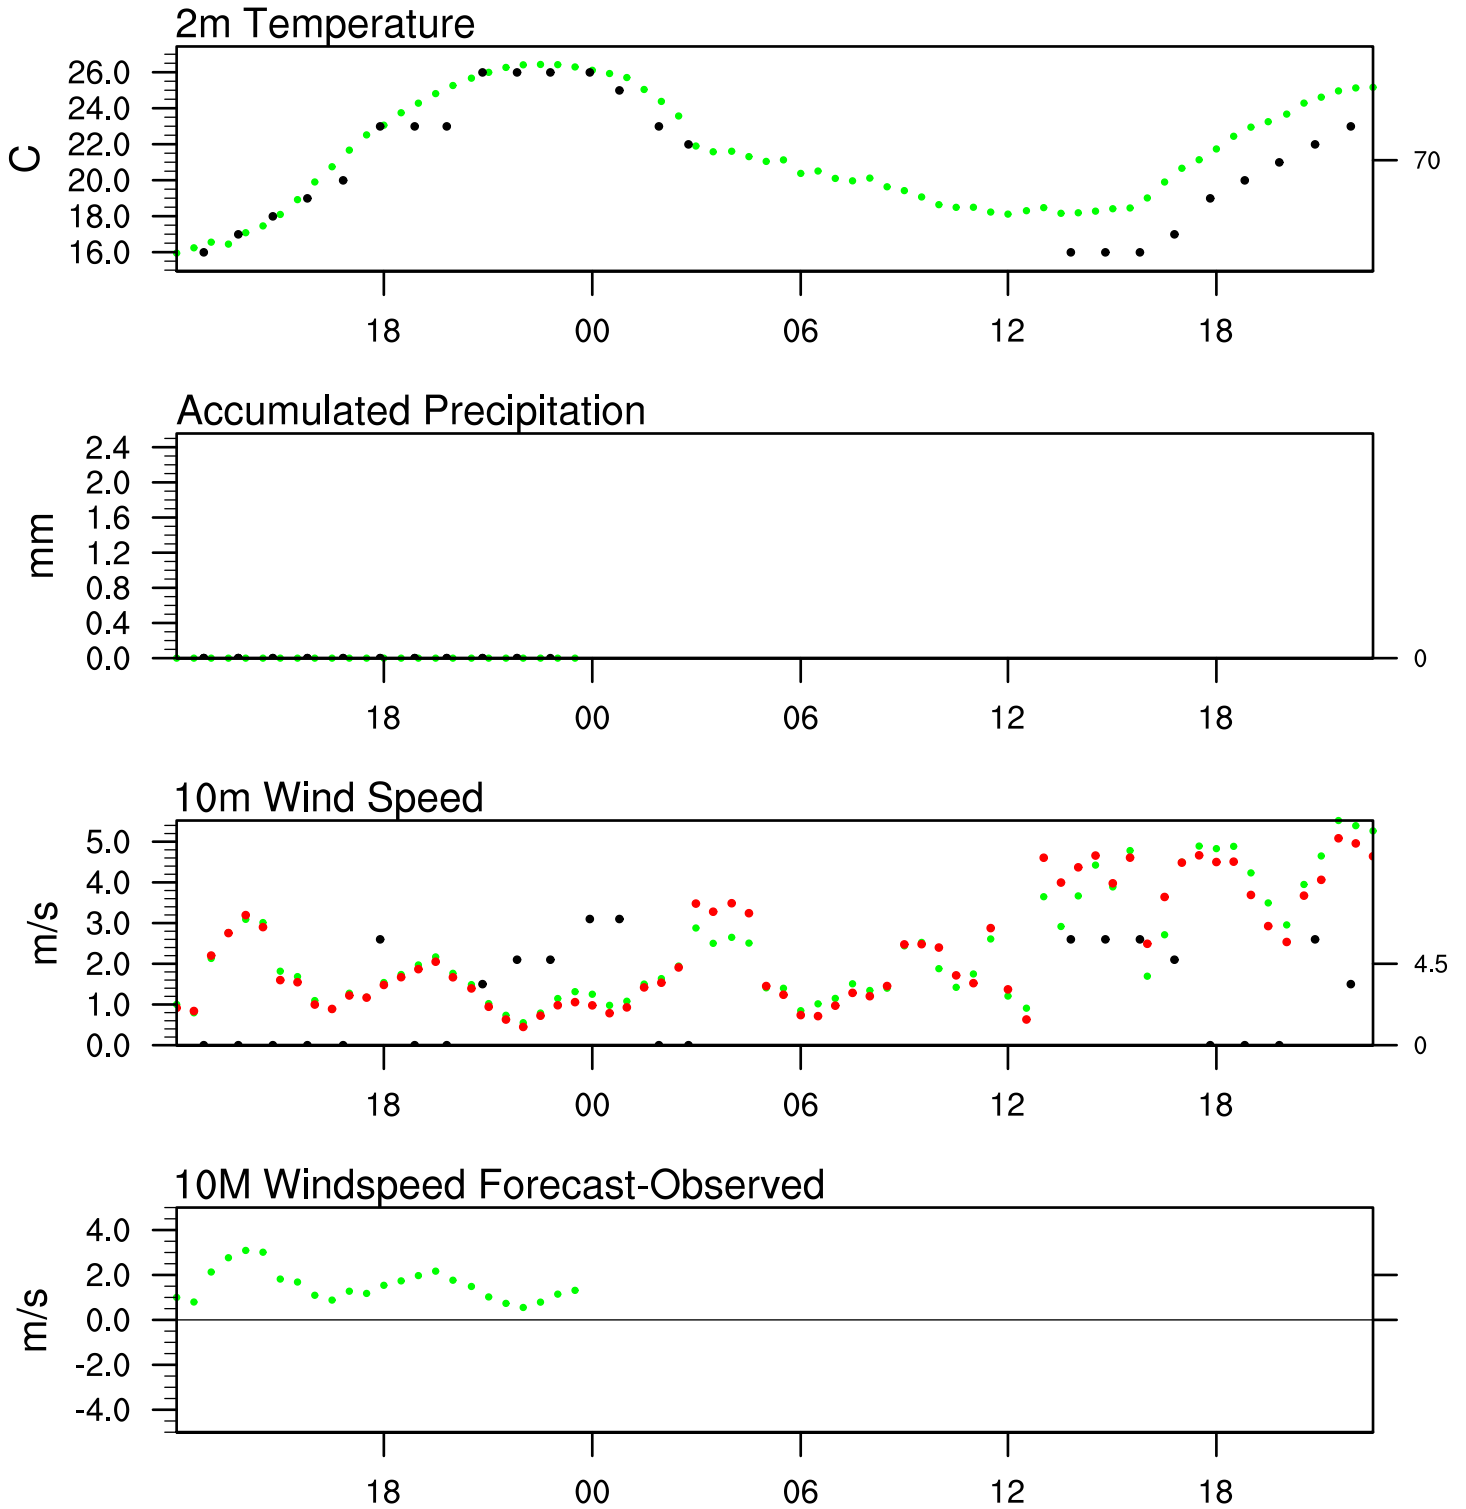 2m Temperature
26.0
24.0
22.0
20.0
18.0
16.0
C
70
18 00 06 12 18
Accumulated Precipitation
2.4
2.0
1.6
1.2
0.8
0.4
0.0
mm
0
18 00 06 12 18
10m Wind Speed
5.0
4.0
3.0
2.0
1.0
0.0
m/s
4.5
0
18 00 06 12 18
10M Windspeed Forecast-Observed
4.0
2.0
0.0
-2.0
-4.0
m/s
18 00 06 12 18